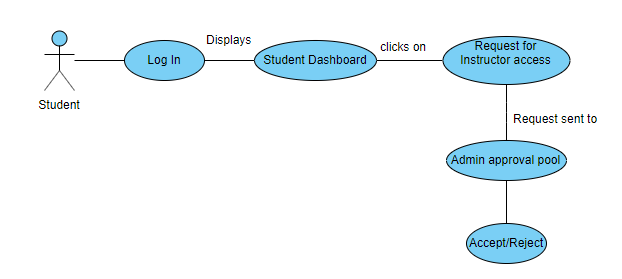 Student
Log In
Displays
Student Dashboard
clicks on
Request for
Instructor access
Request sent to
Admin approval pool
Accept/Reject